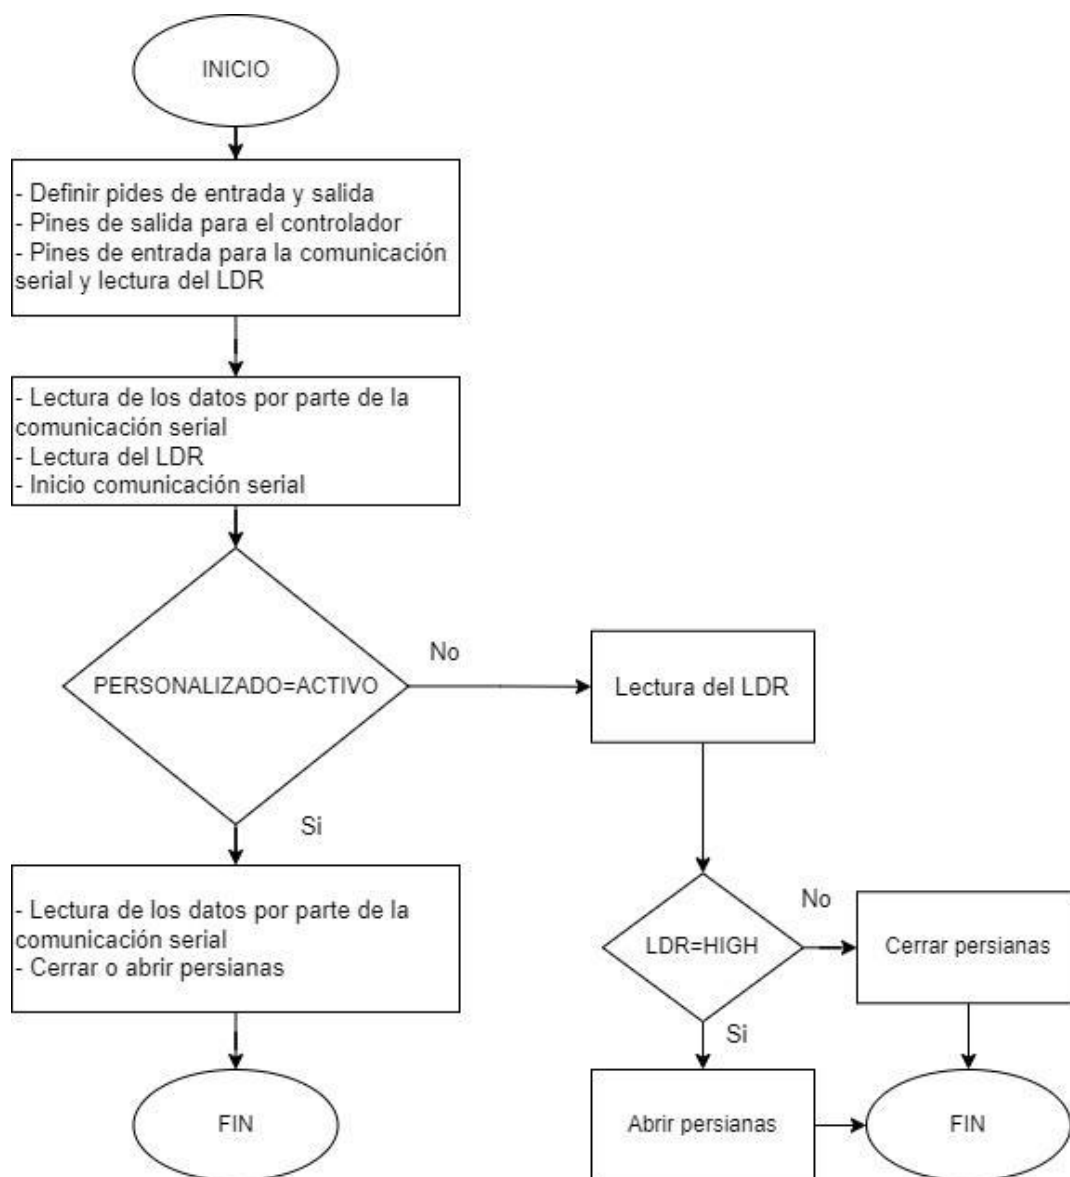 INICIO
- Definir pides de entrada y salida
- Pines de salida para el controlador
- Pines de entrada para la comunicación
serial y lectura del LDR
- Lectura de los datos por parte de la
comunicación serial
- Lectura del LDR
- Inicio comunicación serial
PERSONALIZADO=ACTIVO
No
Lectura del LDR
Si
- Lectura de los datos por parte de la
comunicación serial
- Cerrar o abrir persianas
FIN
LDR=HIGH
No
Cerrar persianas
Si
Abrir persianas
FIN